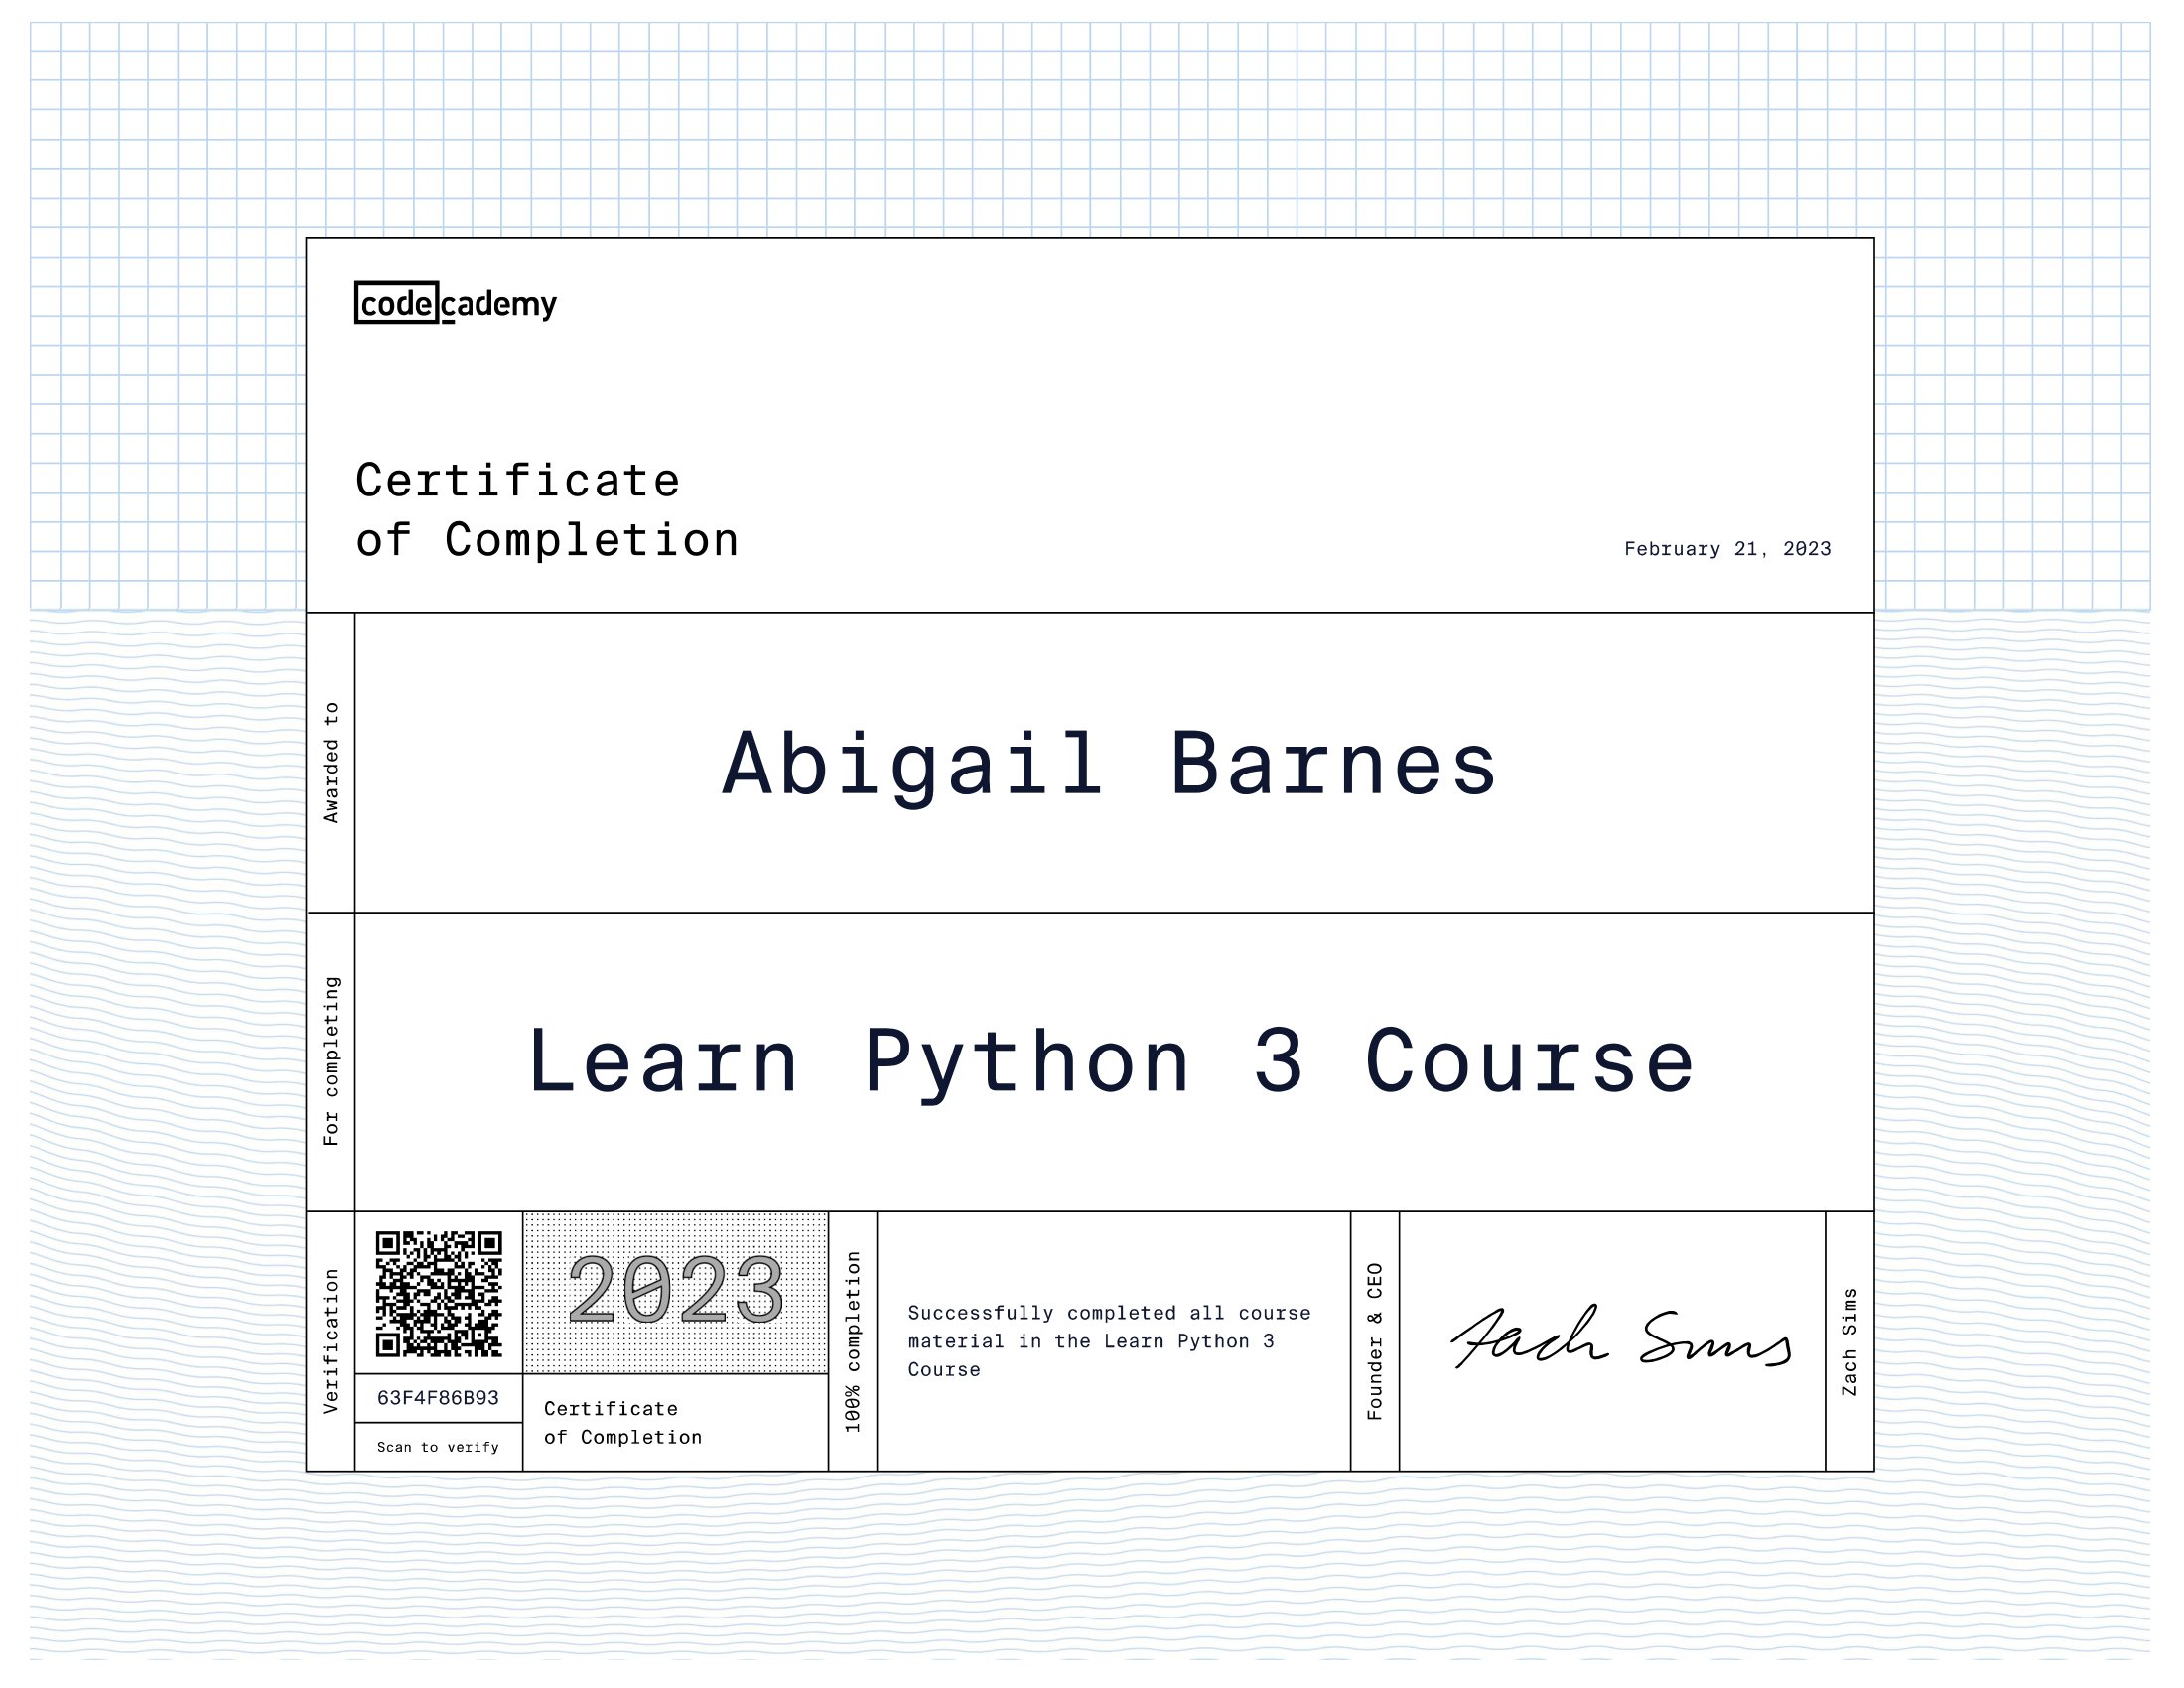 codecademy
Certificate
of Completion
February 21, 2023
Awarded to
Abigail Barnes
For completing
Learn Python 3 Course
Verification
63F4F86B93
Scan to verify
2023
Certificate
of Completion
100% completion
Successfully completed all course
material in the Learn Python 3
Course
Founder & CEO
Zach Sims
Zach Sims